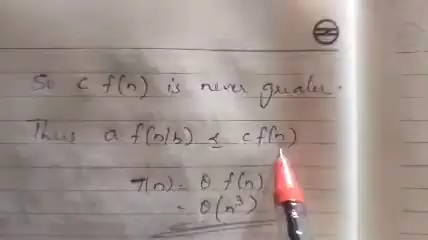 So c f(n) is never greater.
Thus a f(n/b) ≤ c f(n)
T(n) = θ f(n)
= θ(n³)